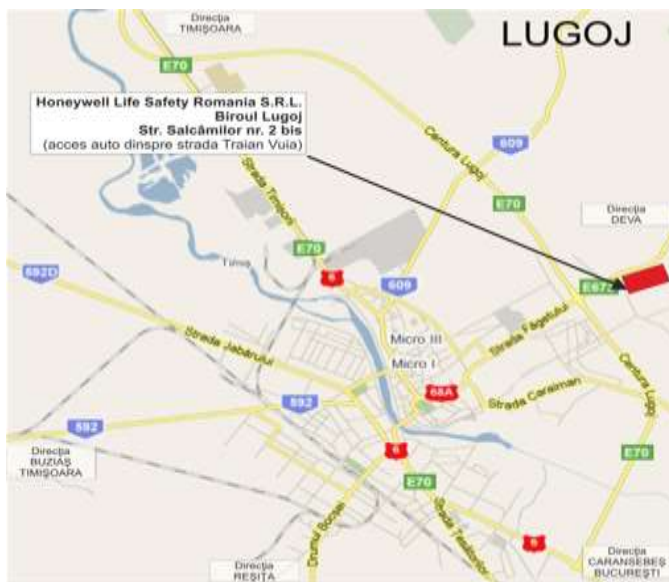 Direcția
TIMIȘOARA
LUGOJ
E70
Honeywell Life Safety Romania S.R.L.
Biroul Lugoj
Str. Salcâmilor nr. 2 bis
(acces auto dinspre strada Traian Vuia)
609
Centura Lugoj
Strada Timișorii
E70
Direcția
DEVA
E70
Timiș
692D
6
609
E673
Micro III
Strada Făgetului
Strada Jabărului
Micro I
68A
Strada Caraiman
Centura Lugoj
592
592
6
Direcția
BUZIAȘ
TIMIȘOARA
E70
E70
Drumul Bocșei
Strada Tesătorilor
6
Direcția
REȘIȚA
Direcția
CARANSEBEȘ
BUCUREȘTI